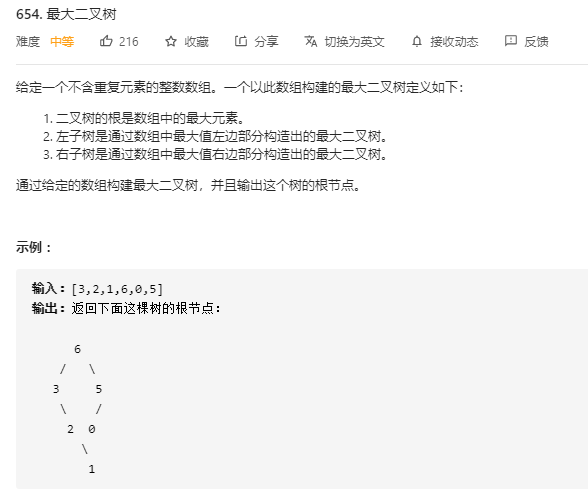 654. 最大二叉树
难度 中等 216 收藏 分享 切换为英文 接收动态 反馈
给定一个不含重复元素的整数数组。一个以此数组构建的最大二叉树定义如下：
1. 二叉树的根是数组中的最大元素。
2. 左子树是通过数组中最大值左边部分构造出的最大二叉树。
3. 右子树是通过数组中最大值右边部分构造出的最大二叉树。
通过给定的数组构建最大二叉树，并且输出这个树的根节点。
示例：
输入：[3,2,1,6,0,5]
输出：返回下面这棵树的根节点：
6
/ \
3 5
\ /
2 0
\
1